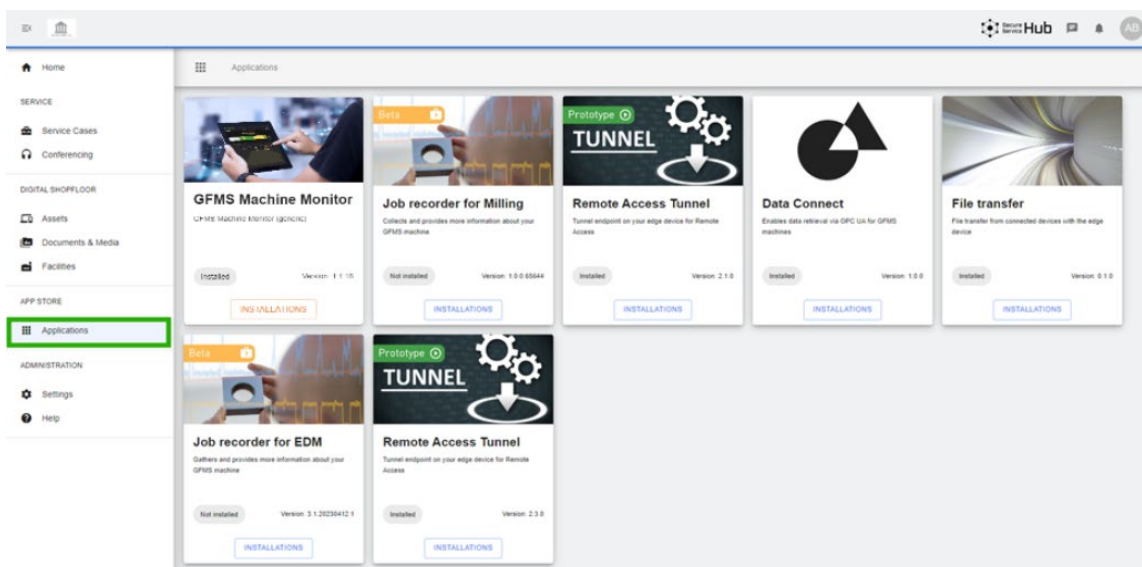 Secure
Service
Hub
AB
Home
Applications
SERVICE
Service Cases
Conferencing
DIGITAL SHOPFLOOR
Assets
Documents & Media
Facilities
APP STORE
Applications
ADMINISTRATION
Settings
Help
GFMS Machine Monitor
GFMS Machine Monitor (generic)
Installed
Version:
INSTALLATIONS
Beta
Job recorder for Milling
Collects and provides more information about your
GFMS machine
Not installed
Version: 1.0.0.65644
INSTALLATIONS
Prototype
TUNNEL
Remote Access Tunnel
Tunnel endpoint on your edge device for Remote
Access
Installed
Version: 2.1.0
INSTALLATIONS
Data Connect
Enables data retrieval via OPC UA for GFMS
machines
Installed
Version: 1.0.0
INSTALLATIONS
File transfer
File transfer from connected devices with the edge
device
Installed
Version: 0.1.0
INSTALLATIONS
Beta
Job recorder for EDM
Gathers and provides more information about your
GFMS machine
Not installed
Version: 3.1.20230412.1
INSTALLATIONS
Prototype
TUNNEL
Remote Access Tunnel
Tunnel endpoint on your edge device for Remote
Access
Installed
Version: 2.3.0
INSTALLATIONS